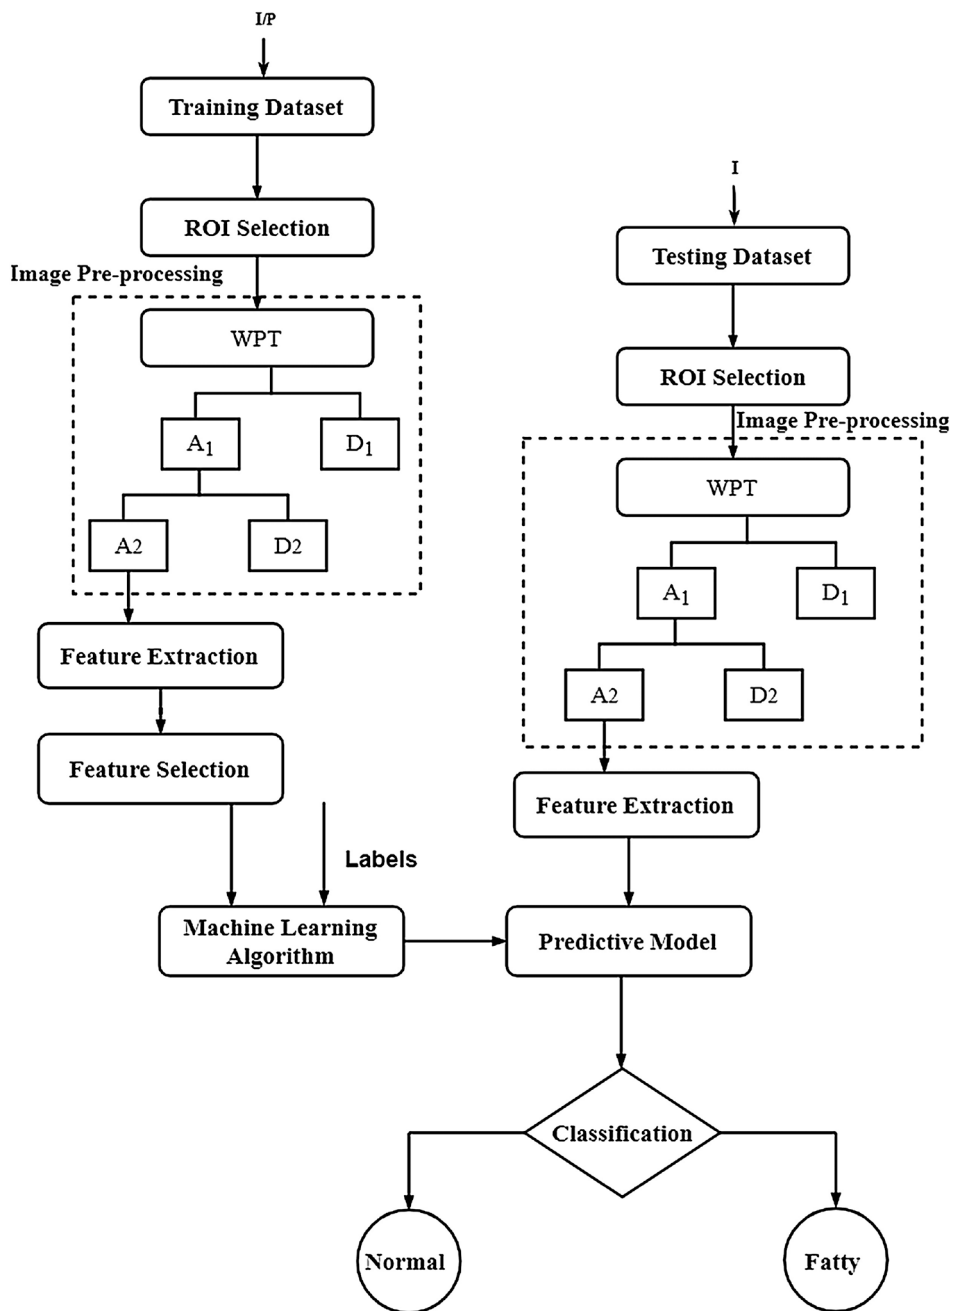 I/P
Training Dataset
ROI Selection
Image Pre-processing
WPT
A1
D1
A2
D2
Feature Extraction
Feature Selection
Labels
Machine Learning
Algorithm
I
Testing Dataset
ROI Selection
Image Pre-processing
WPT
A1
D1
A2
D2
Feature Extraction
Predictive Model
Classification
Normal
Fatty